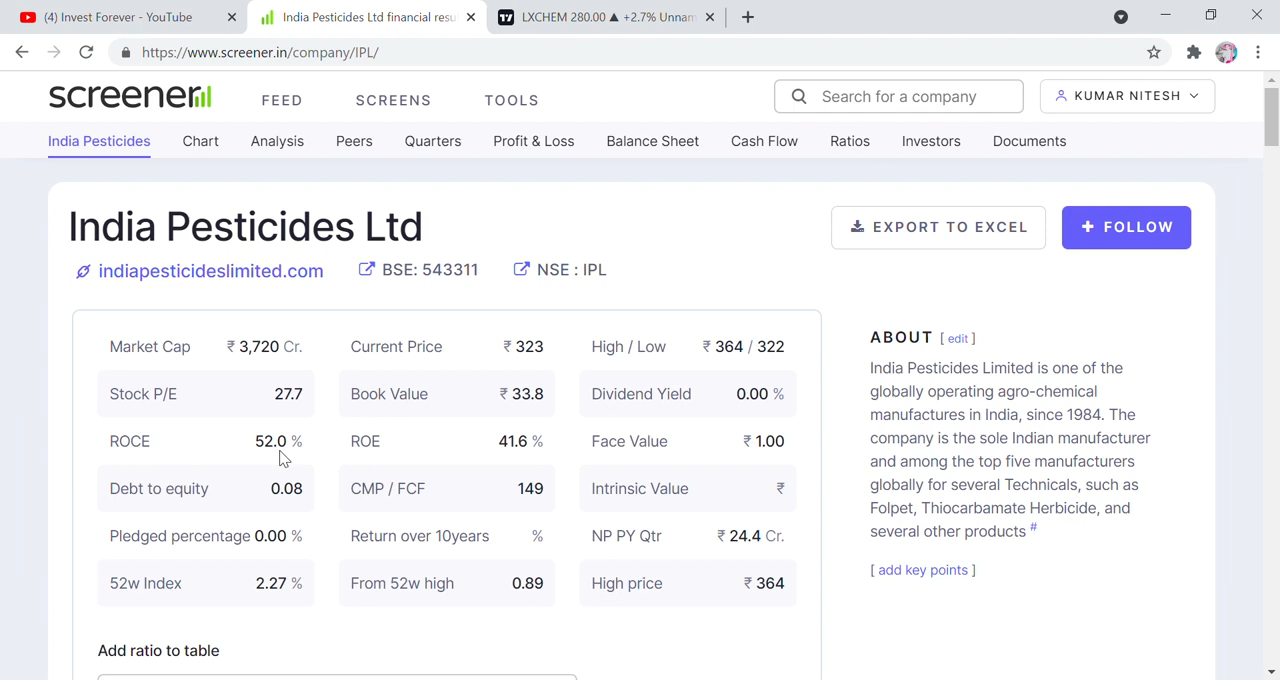 (4) Invest Forever - YouTube
India Pesticides Ltd financial resu
LXCHEM 280.00 ▲ +2.7% Unnam
https://www.screener.in/company/IPL/
screener
FEED
SCREENS
TOOLS
Search for a company
KUMAR NITESH
India Pesticides
Chart
Analysis
Peers
Quarters
Profit & Loss
Balance Sheet
Cash Flow
Ratios
Investors
Documents
India Pesticides Ltd
EXPORT TO EXCEL
+ FOLLOW
indiapesticideslimited.com
BSE: 543311
NSE : IPL
Market Cap ₹ 3,720 Cr.
Current Price ₹ 323
High / Low ₹ 364 / 322
Stock P/E 27.7
Book Value ₹ 33.8
Dividend Yield 0.00 %
ROCE 52.0 %
ROE 41.6 %
Face Value ₹ 1.00
Debt to equity 0.08
CMP / FCF 149
Intrinsic Value ₹
Pledged percentage 0.00 %
Return over 10years %
NP PY Qtr ₹ 24.4 Cr.
52w Index 2.27 %
From 52w high 0.89
High price ₹ 364
Add ratio to table
ABOUT [ edit ]
India Pesticides Limited is one of the
globally operating agro-chemical
manufactures in India, since 1984. The
company is the sole Indian manufacturer
and among the top five manufacturers
globally for several Technicals, such as
Folpet, Thiocarbamate Herbicide, and
several other products #
[ add key points ]